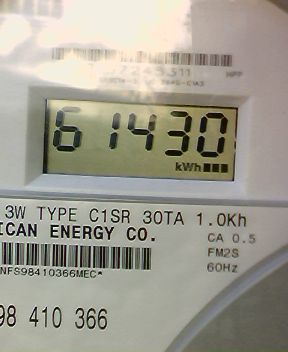 61430
kWh
3W TYPE C1SR 30TA 1.0Kh
ICAN ENERGY CO.
CA 0.5
FM2S
60Hz
NFS98410366MEC*
98 410 366